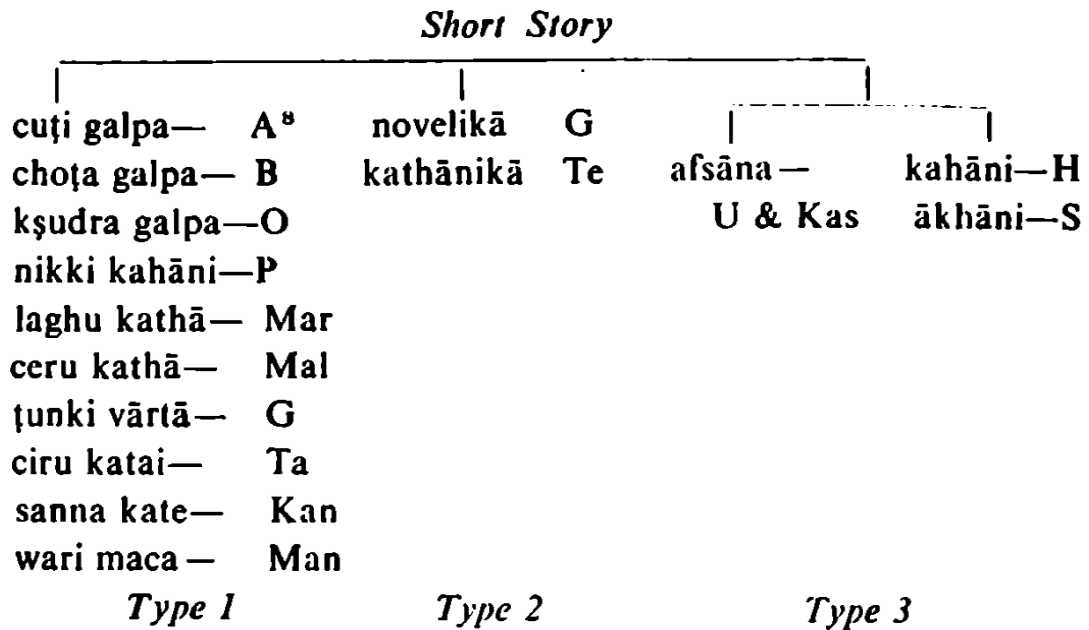 Short Story
cuṭi galpa— A⁸ novelikā G
choṭa galpa— B kathānikā Te afsāna— kahāni—H
kṣudra galpa—O U & Kas ākhāni—S
nikki kahāni—P
laghu kathā— Mar
ceru kathā— Mal
ṭunki vārtā— G
ciru katai— Ta
sanna kate— Kan
wari maca— Man
Type 1 Type 2 Type 3